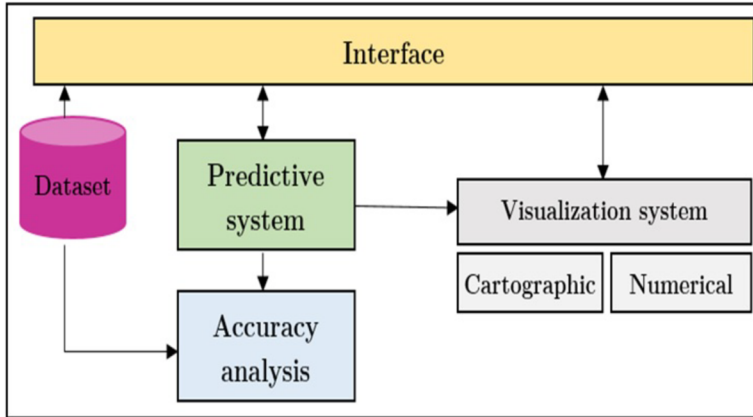 Interface
Dataset
Predictive
system
Visualization system
Cartographic
Numerical
Accuracy
analysis